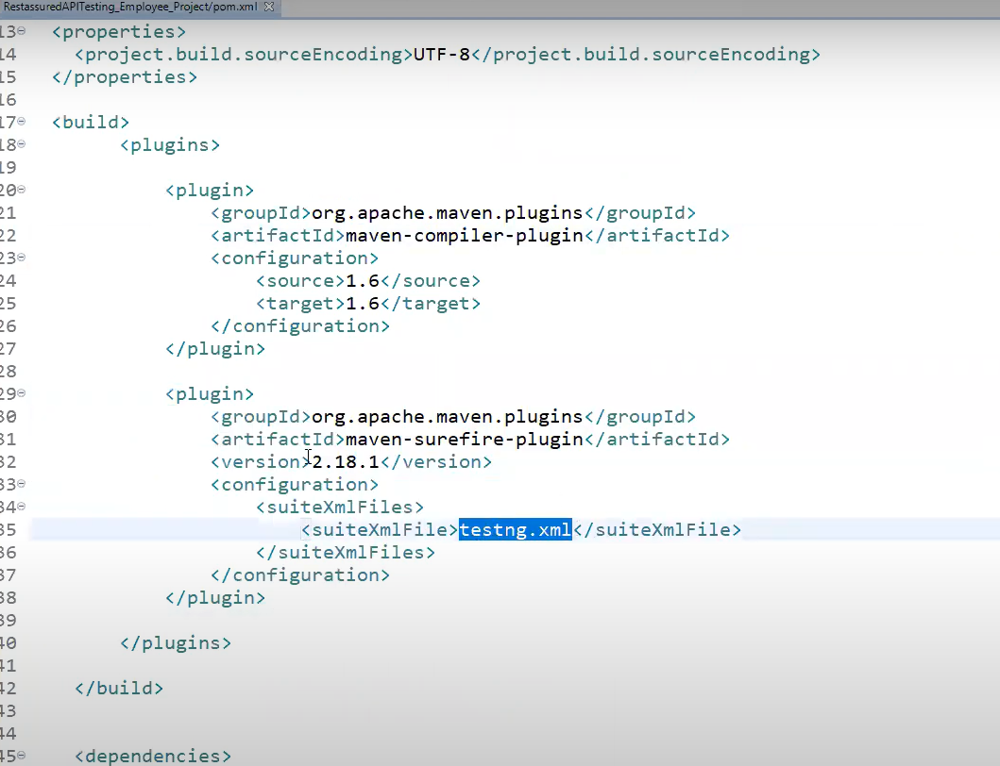 RestassuredAPITesting_Employee_Project/pom.xml
13 <properties>
14 <project.build.sourceEncoding>UTF-8</project.build.sourceEncoding>
15 </properties>
16
17 <build>
18 <plugins>
19
20 <plugin>
21 <groupId>org.apache.maven.plugins</groupId>
22 <artifactId>maven-compiler-plugin</artifactId>
23 <configuration>
24 <source>1.6</source>
25 <target>1.6</target>
26 </configuration>
27 </plugin>
28
29 <plugin>
30 <groupId>org.apache.maven.plugins</groupId>
31 <artifactId>maven-surefire-plugin</artifactId>
32 <version>2.18.1</version>
33 <configuration>
34 <suiteXmlFiles>
35 <suiteXmlFile>testng.xml</suiteXmlFile>
36 </suiteXmlFiles>
37 </configuration>
38 </plugin>
39
40 </plugins>
41
42 </build>
43
44
45 <dependencies>